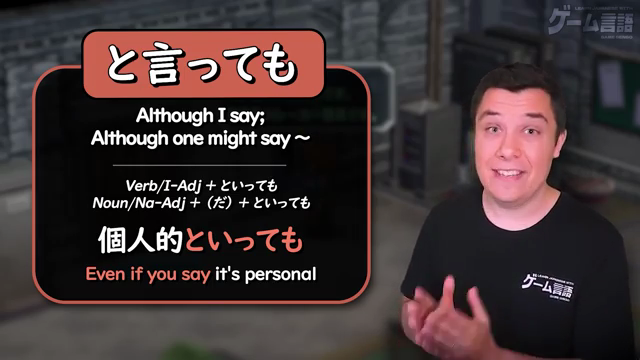 と言っても
Although I say;
Although one might say ～
Verb/I-Adj + といっても
Noun/Na-Adj +（だ）+ といっても
個人的といっても
Even if you say it's personal
ゲーム言語
ゲーム言語